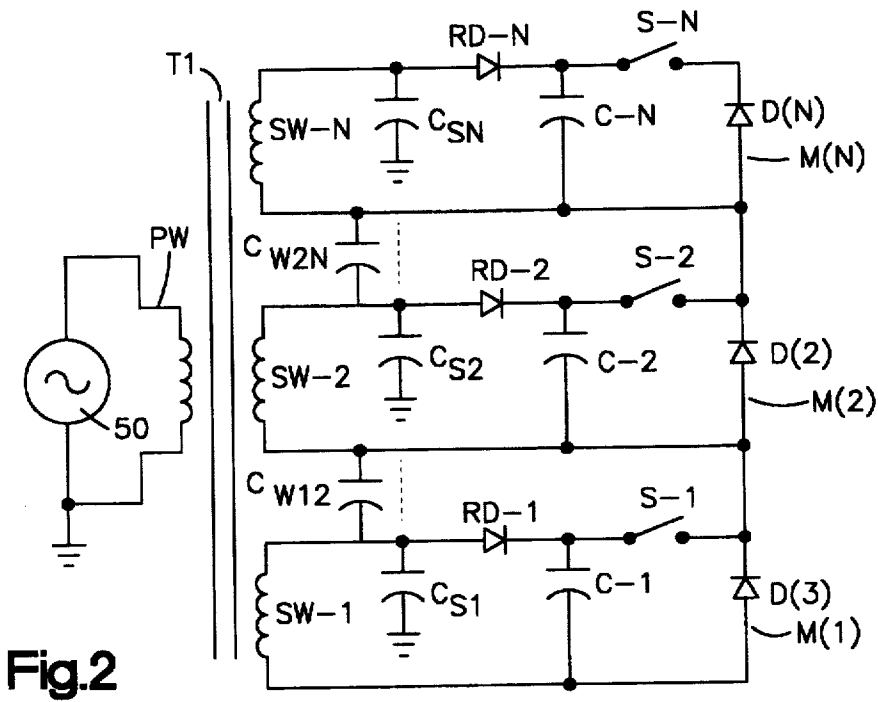 S-N
RD-N
T1
SW-N
C SN
C-N
D(N)
M(N)
C W2N
PW
RD-2
S-2
SW-2
C S2
C-2
D(2)
M(2)
50
C W12
RD-1
S-1
SW-1
C S1
C-1
D(3)
M(1)
Fig.2